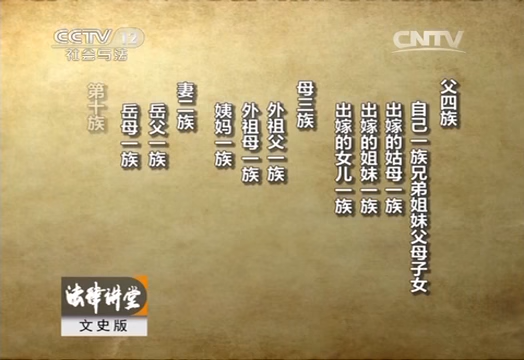 CCTV 12
社会与法
CNTV
父四族
自己一族兄弟姐妹父母子女
出嫁的姑母一族
出嫁的姐妹一族
出嫁的女儿一族
母三族
外祖父一族
外祖母一族
姨妈一族
妻二族
岳父一族
岳母一族
第十族
法律讲堂
文史版